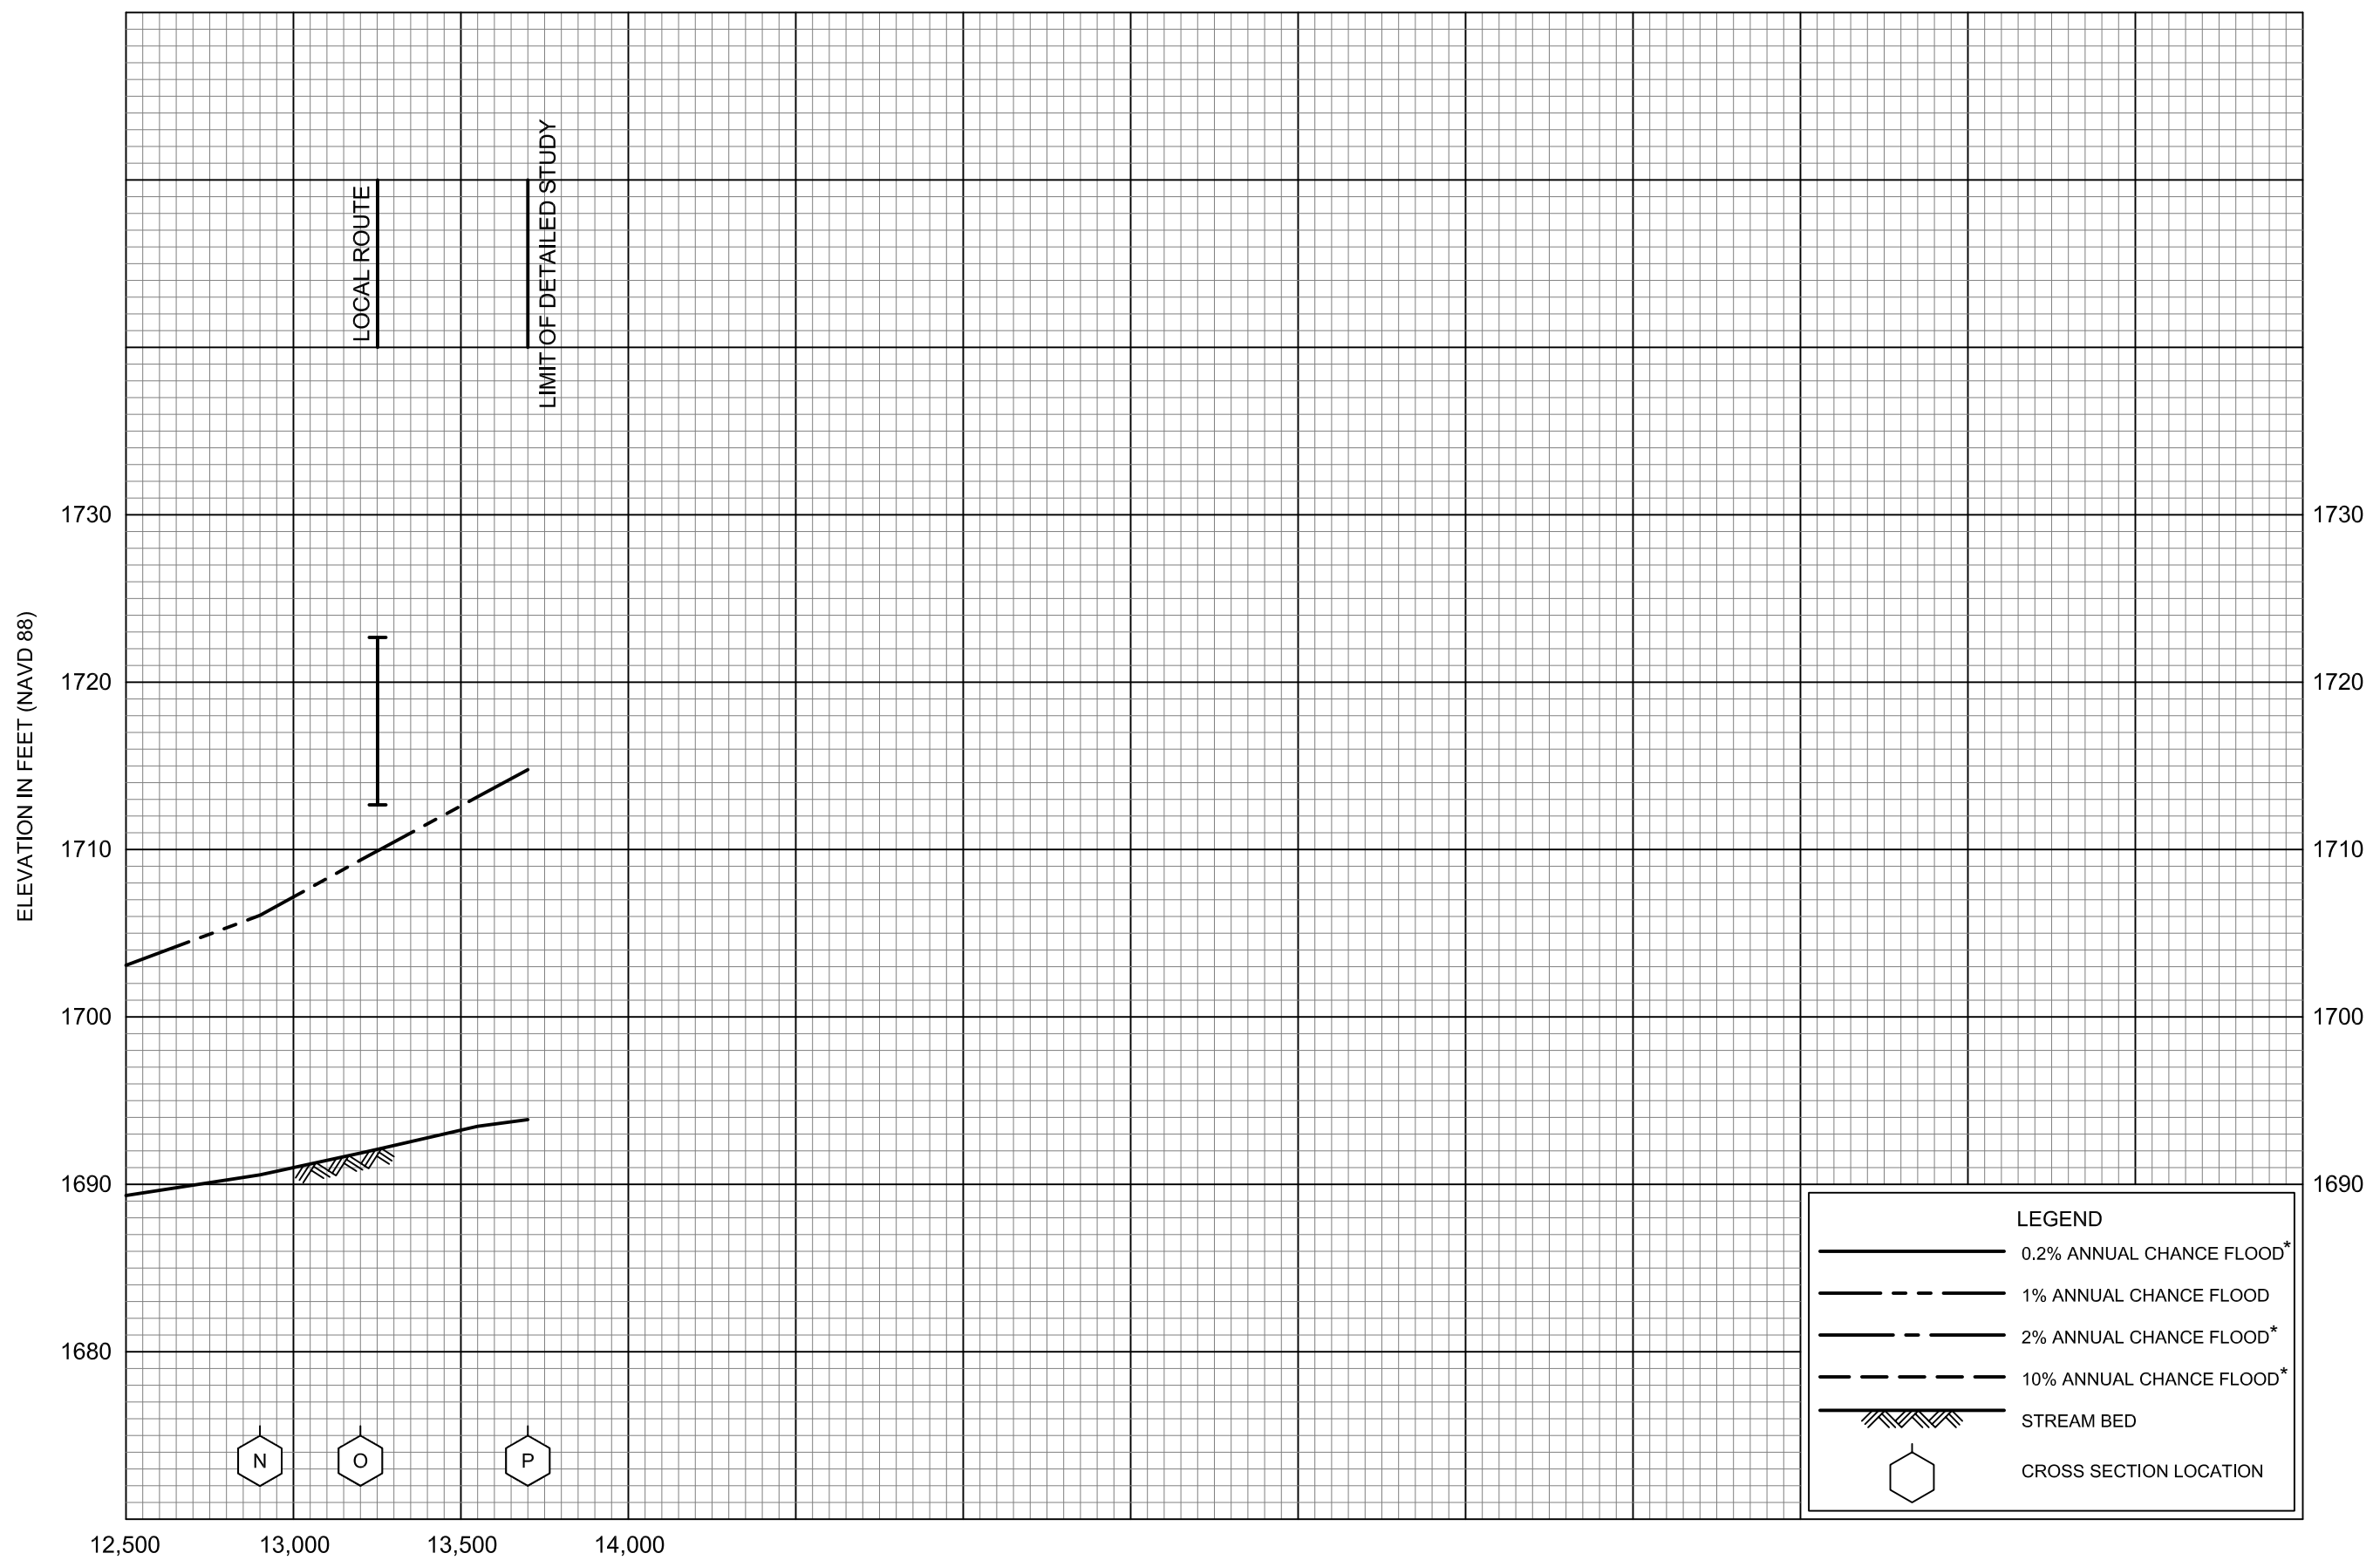 LOCAL ROUTE
LIMIT OF DETAILED STUDY
ELEVATION IN FEET (NAVD 88)
1730
1720
1710
1700
1690
1680
1730
1720
1710
1700
1690
LEGEND
0.2% ANNUAL CHANCE FLOOD*
1% ANNUAL CHANCE FLOOD
2% ANNUAL CHANCE FLOOD*
10% ANNUAL CHANCE FLOOD*
STREAM BED
CROSS SECTION LOCATION
N O P
12,500 13,000 13,500 14,000